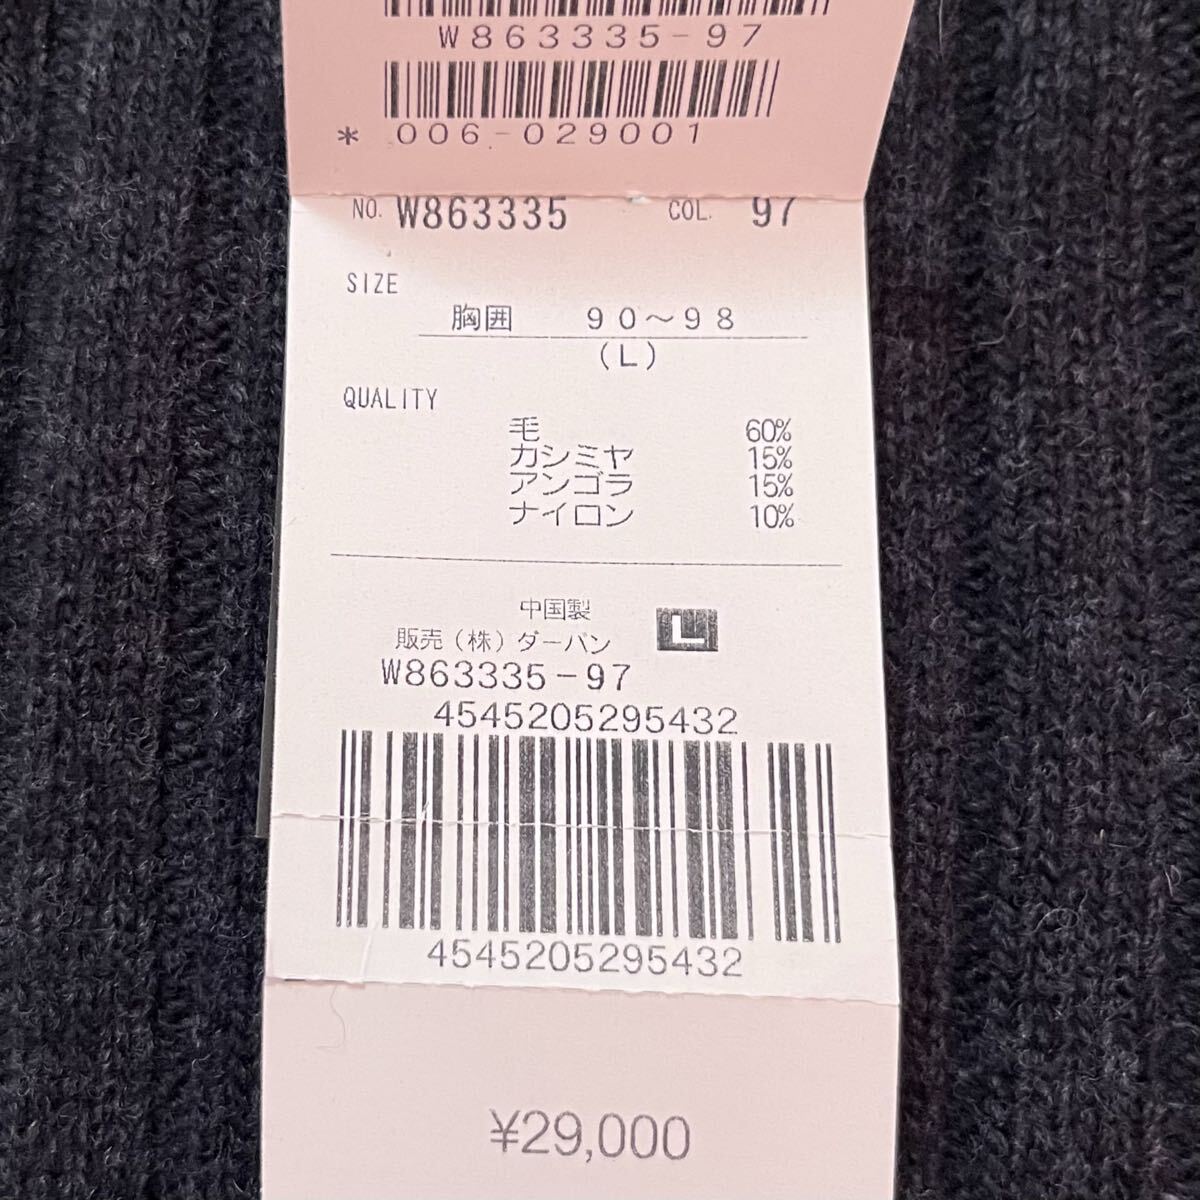 W863335-97
* 006-029001
NO. W863335 COL. 97
SIZE
胸囲 90～98
(L)
QUALITY
毛 60%
カシミヤ 15%
アンゴラ 15%
ナイロン 10%
中国製
販売(株)ダーバン L
W863335-97
4545205295432
4545205295432
¥29,000